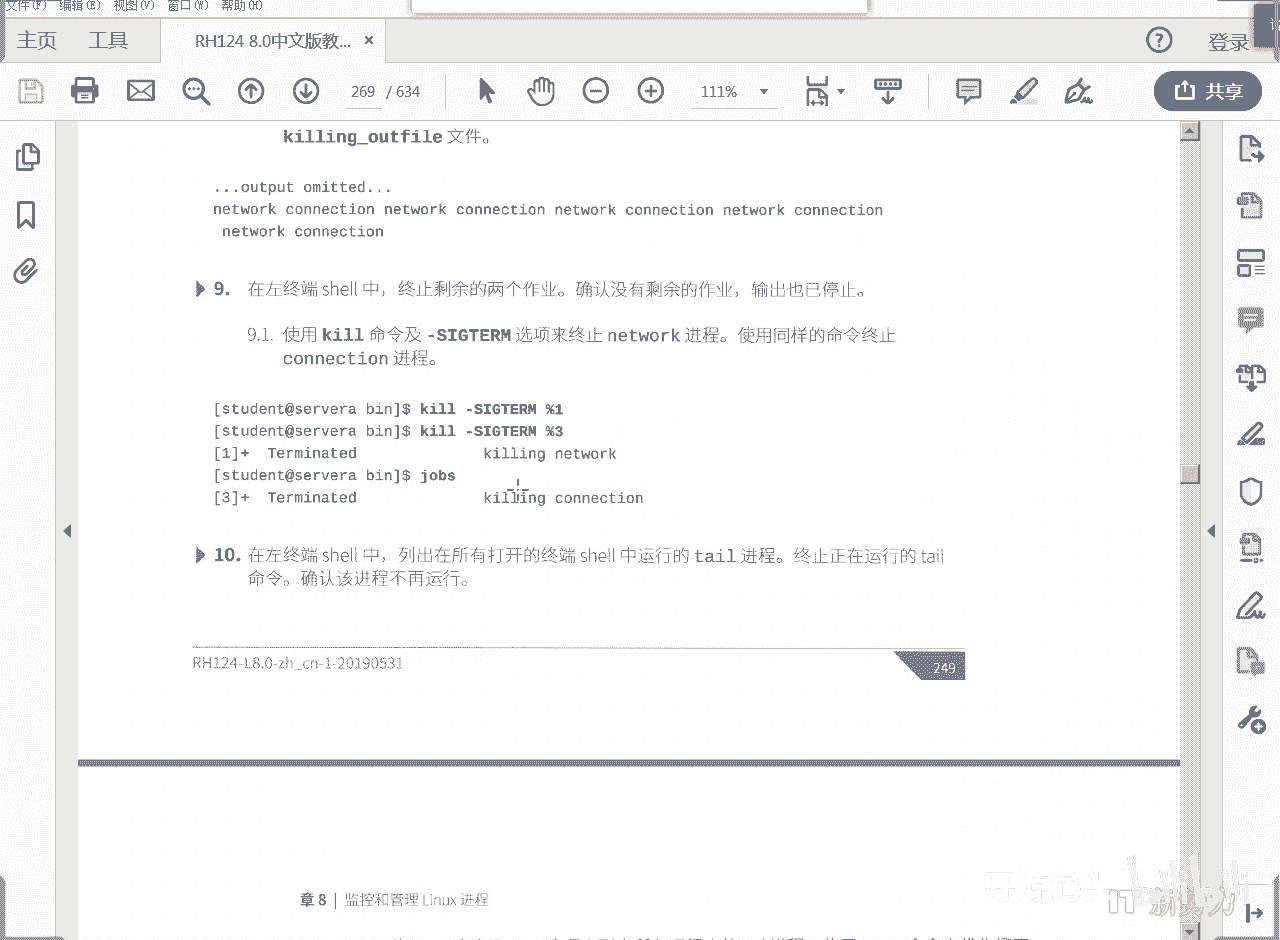 文件(F) 编辑(E) 视图(V) 窗口(W) 帮助(H)
主页 工具 RH124 8.0中文版教... × 登录
269 / 634 111% 共享
killing_outfile 文件。
...output omitted...
network connection network connection network connection network connection
network connection
9. 在左终端 shell 中，终止剩余的两个作业。确认没有剩余的作业，输出也已停止。
9.1. 使用 kill 命令及 -SIGTERM 选项来终止 network 进程。使用同样的命令终止
connection 进程。
[student@servera bin]$ kill -SIGTERM %1
[student@servera bin]$ kill -SIGTERM %3
[1]+ Terminated killing network
[student@servera bin]$ jobs
[3]+ Terminated killing connection
10. 在左终端 shell 中，列出在所有打开的终端 shell 中运行的 tail 进程。终止正在运行的 tail
命令。确认该进程不再运行。
RH124-L8.0-zh_cn-1-20190531 249
章 8 | 监控和管理 Linux 进程